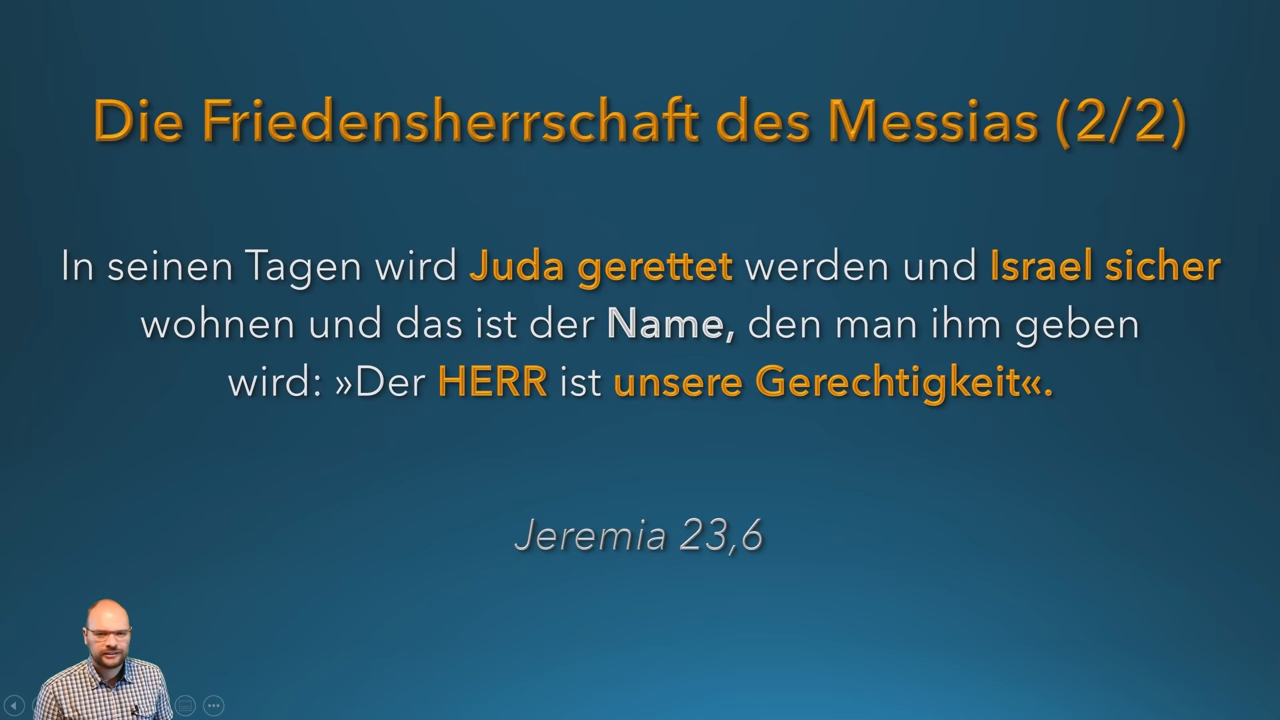 Die Friedensherrschaft des Messias (2/2)
In seinen Tagen wird Juda gerettet werden und Israel sicher
wohnen und das ist der Name, den man ihm geben
wird: »Der HERR ist unsere Gerechtigkeit«.
Jeremia 23,6